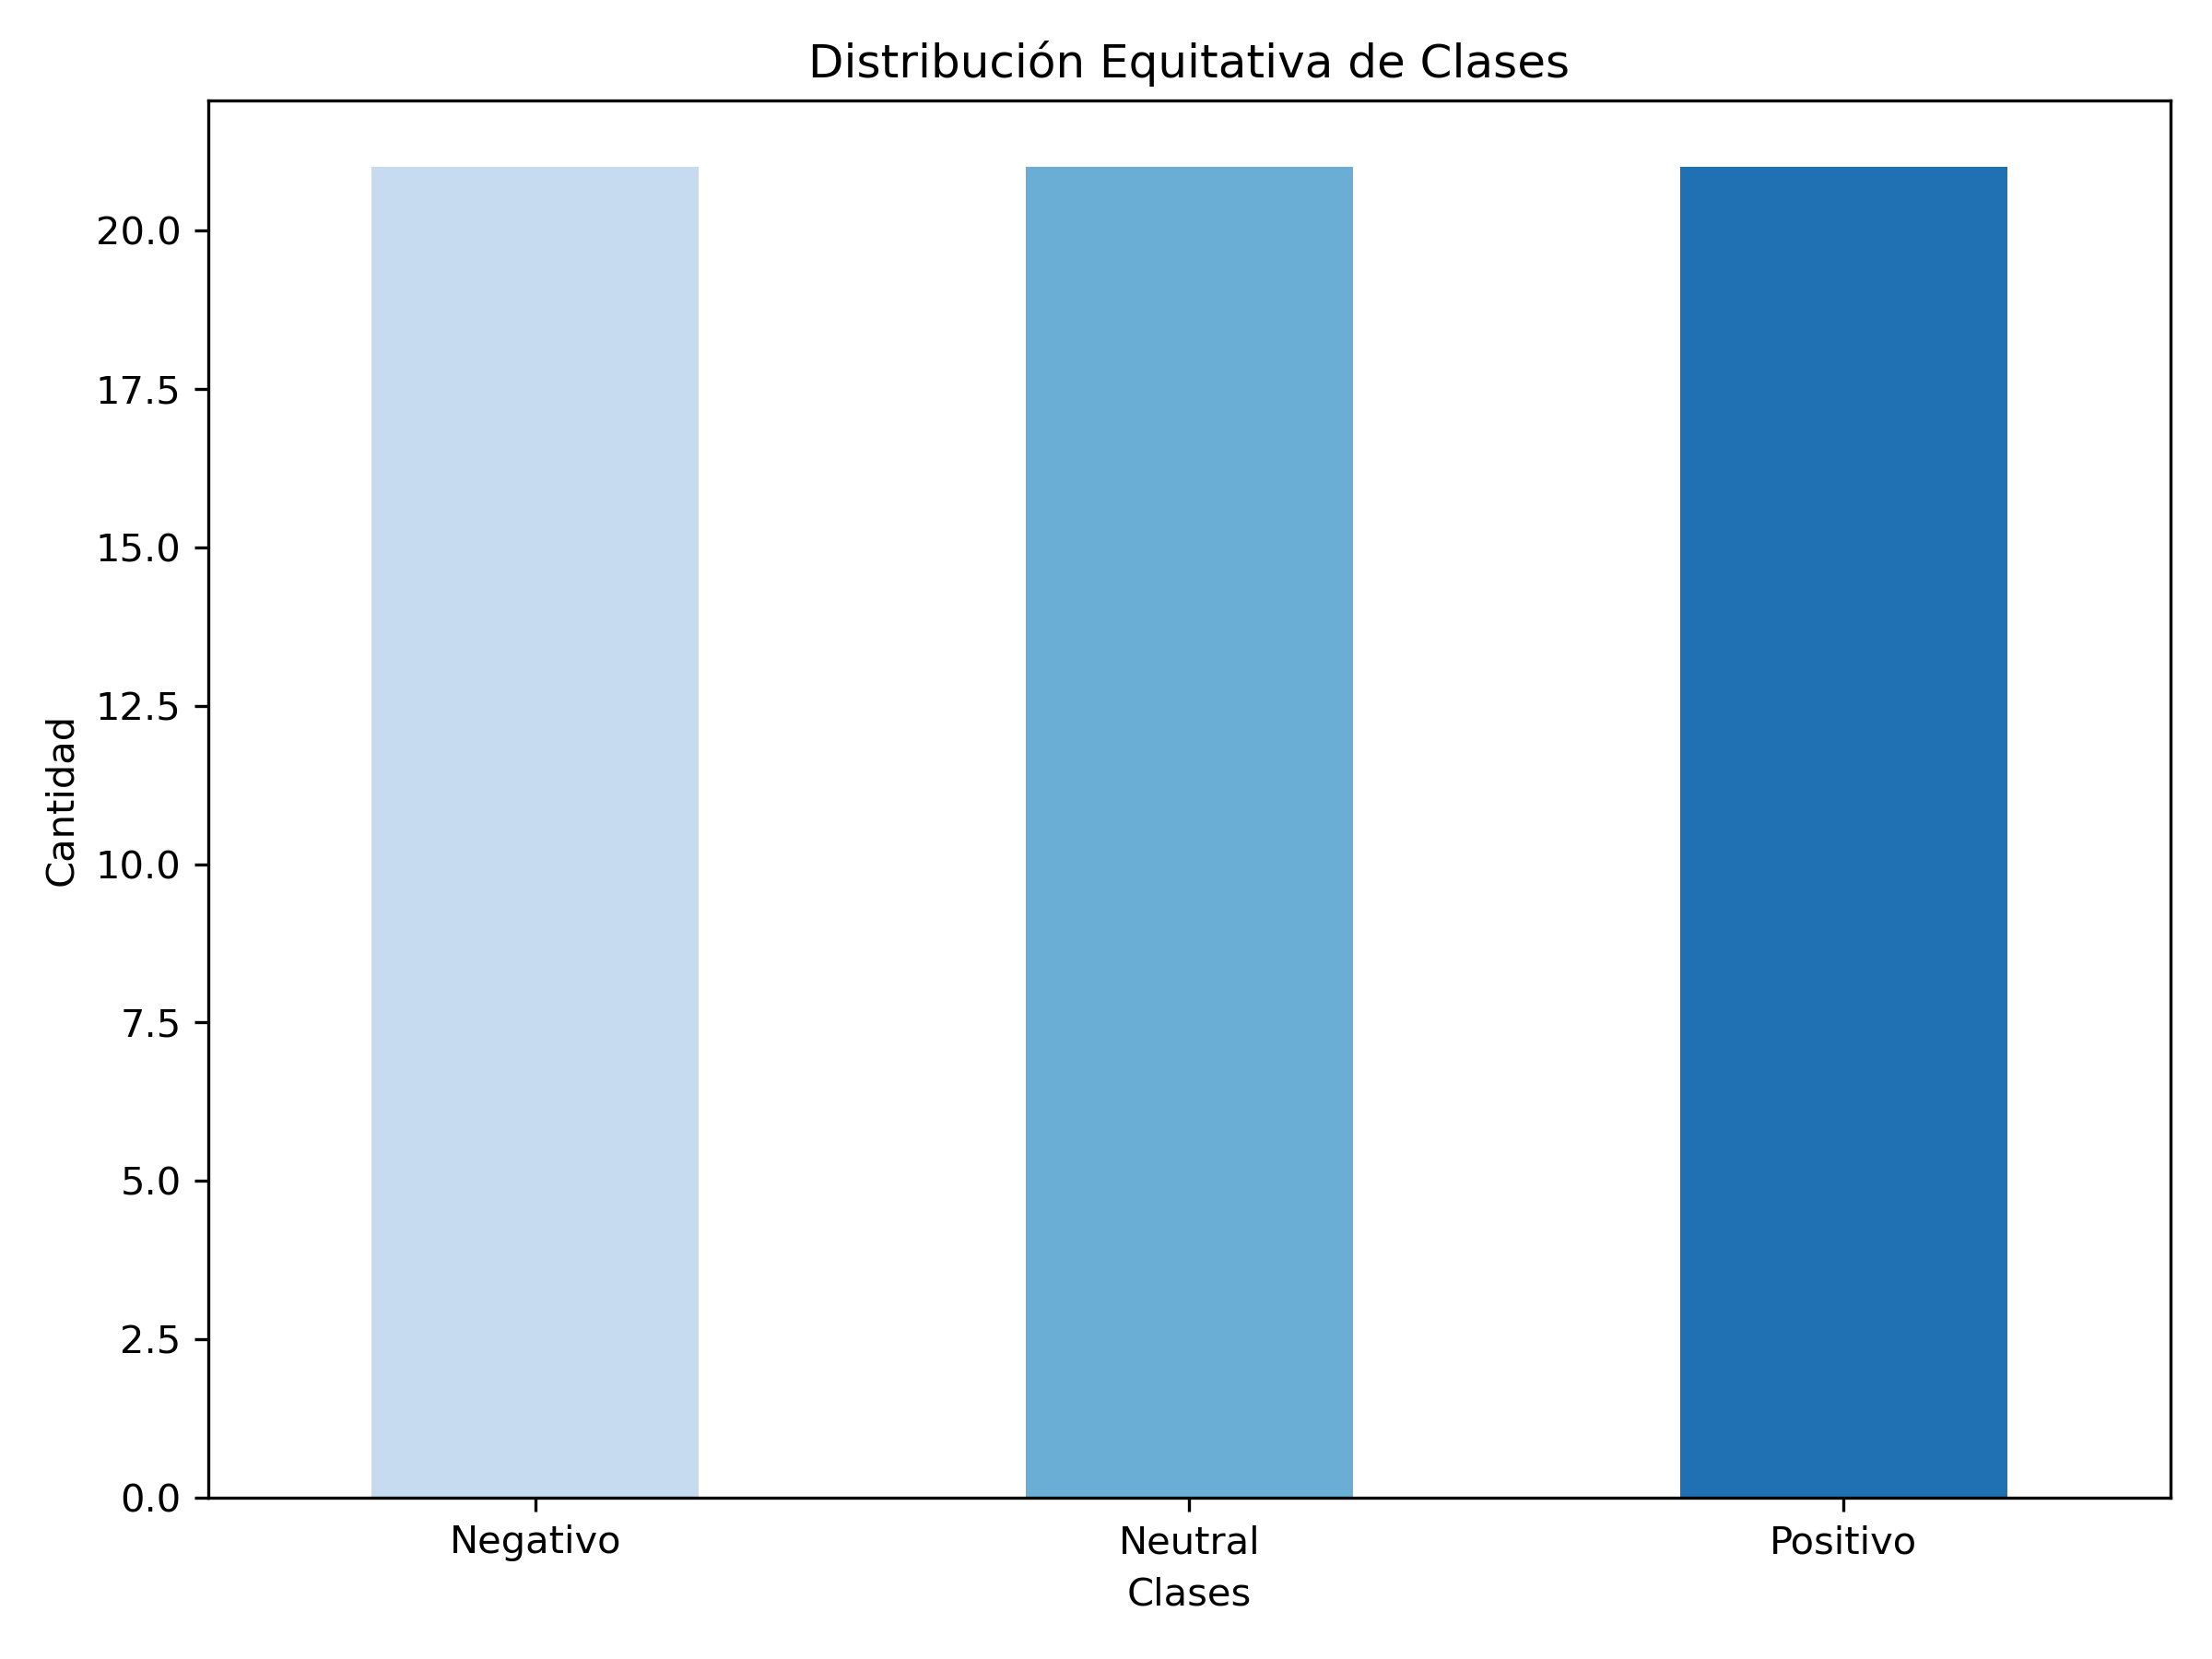 Distribución Equitativa de Clases
Cantidad
20.0
17.5
15.0
12.5
10.0
7.5
5.0
2.5
0.0
Negativo Neutral Positivo
Clases